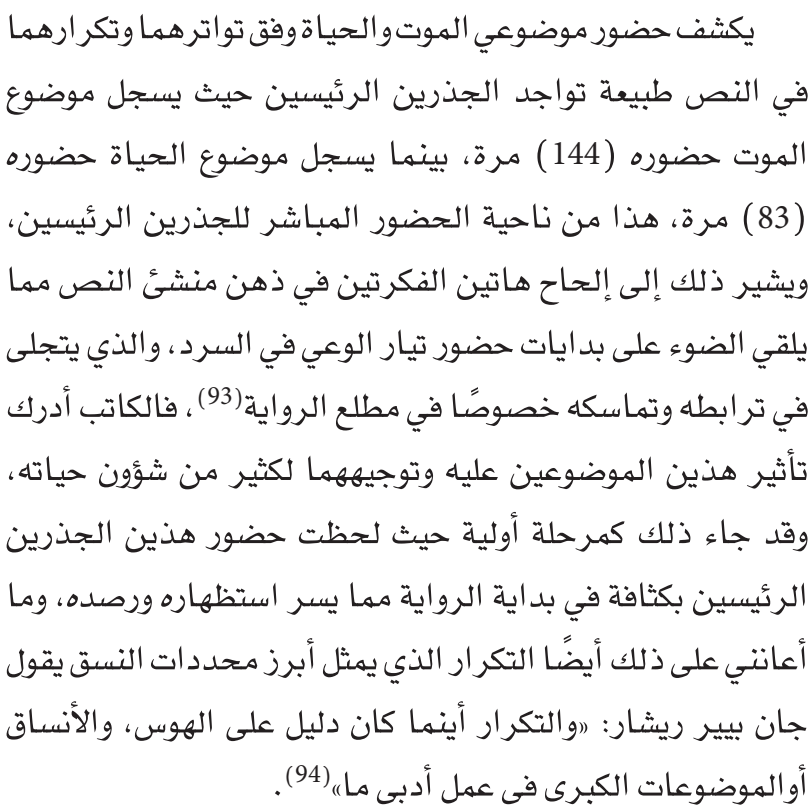 يكشف حضور موضوعي الموت والحياة وفق تواترهما وتكرارهما
في النص طبيعة تواجد الجذرين الرئيسين حيث يسجل موضوع
الموت حضوره (144) مرة، بينما يسجل موضوع الحياة حضوره
(83) مرة، هذا من ناحية الحضور المباشر للجذرين الرئيسين،
ويشير ذلك إلى إلحاح هاتين الفكرتين في ذهن منشئ النص مما
يلقي الضوء على بدايات حضور تيار الوعي في السرد، والذي يتجلى
في ترابطه وتماسكه خصوصًا في مطلع الرواية(93)، فالكاتب أدرك
تأثير هذين الموضوعين عليه وتوجيههما لكثير من شؤون حياته،
وقد جاء ذلك كمرحلة أولية حيث لحظت حضور هذين الجذرين
الرئيسين بكثافة في بداية الرواية مما يسر استظهاره ورصده، وما
أعانني على ذلك أيضًا التكرار الذي يمثل أبرز محددات النسق يقول
جان بيير ريشار: «والتكرار أينما كان دليل على الهوس، والأنساق
أوالموضوعات الكبرى في عمل أدبي ما»(94).